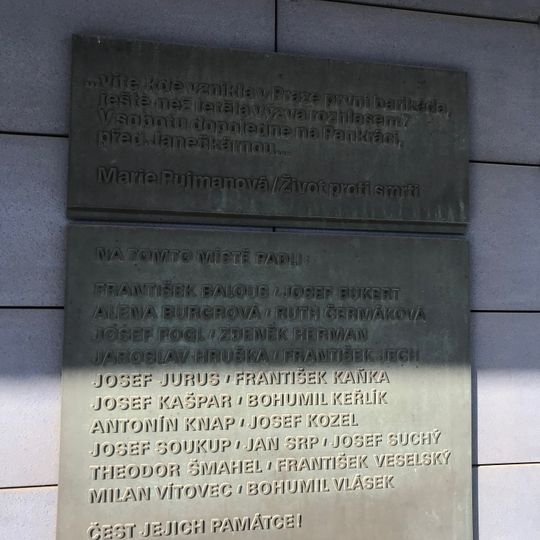 ...víte, kde vznikla v Praze první barikáda,
ještě než letěla výzva rozhlasem?
V sobotu dopoledne na Pankráci,
před Janečkárnou....
Marie Pujmanová/Život proti smrti
NA TOMTO MÍSTĚ PADLI:
FRANTIŠEK BALOUS, JOSEF BUKERT
ALENA BURGROVÁ, RUTH ČERMÁKOVÁ
JOSEF FOGL, ZDENĚK HERMAN
JAROSLAV HRUŠKA, FRANTIŠEK JECH
JOSEF JURUS, FRANTIŠEK KAŇKA
JOSEF KAŠPAR, BOHUMIL KEŘLÍK
ANTONÍN KNAP, JOSEF KOZEL
JOSEF SOUKUP, JAN SRP, JOSEF SUCHÝ
THEODOR ŠMAHEL, FRANTIŠEK VESELSKÝ
MILAN VÍTOVEC, BOHUMIL VLÁSEK
ČEST JEJICH PAMÁTCE!